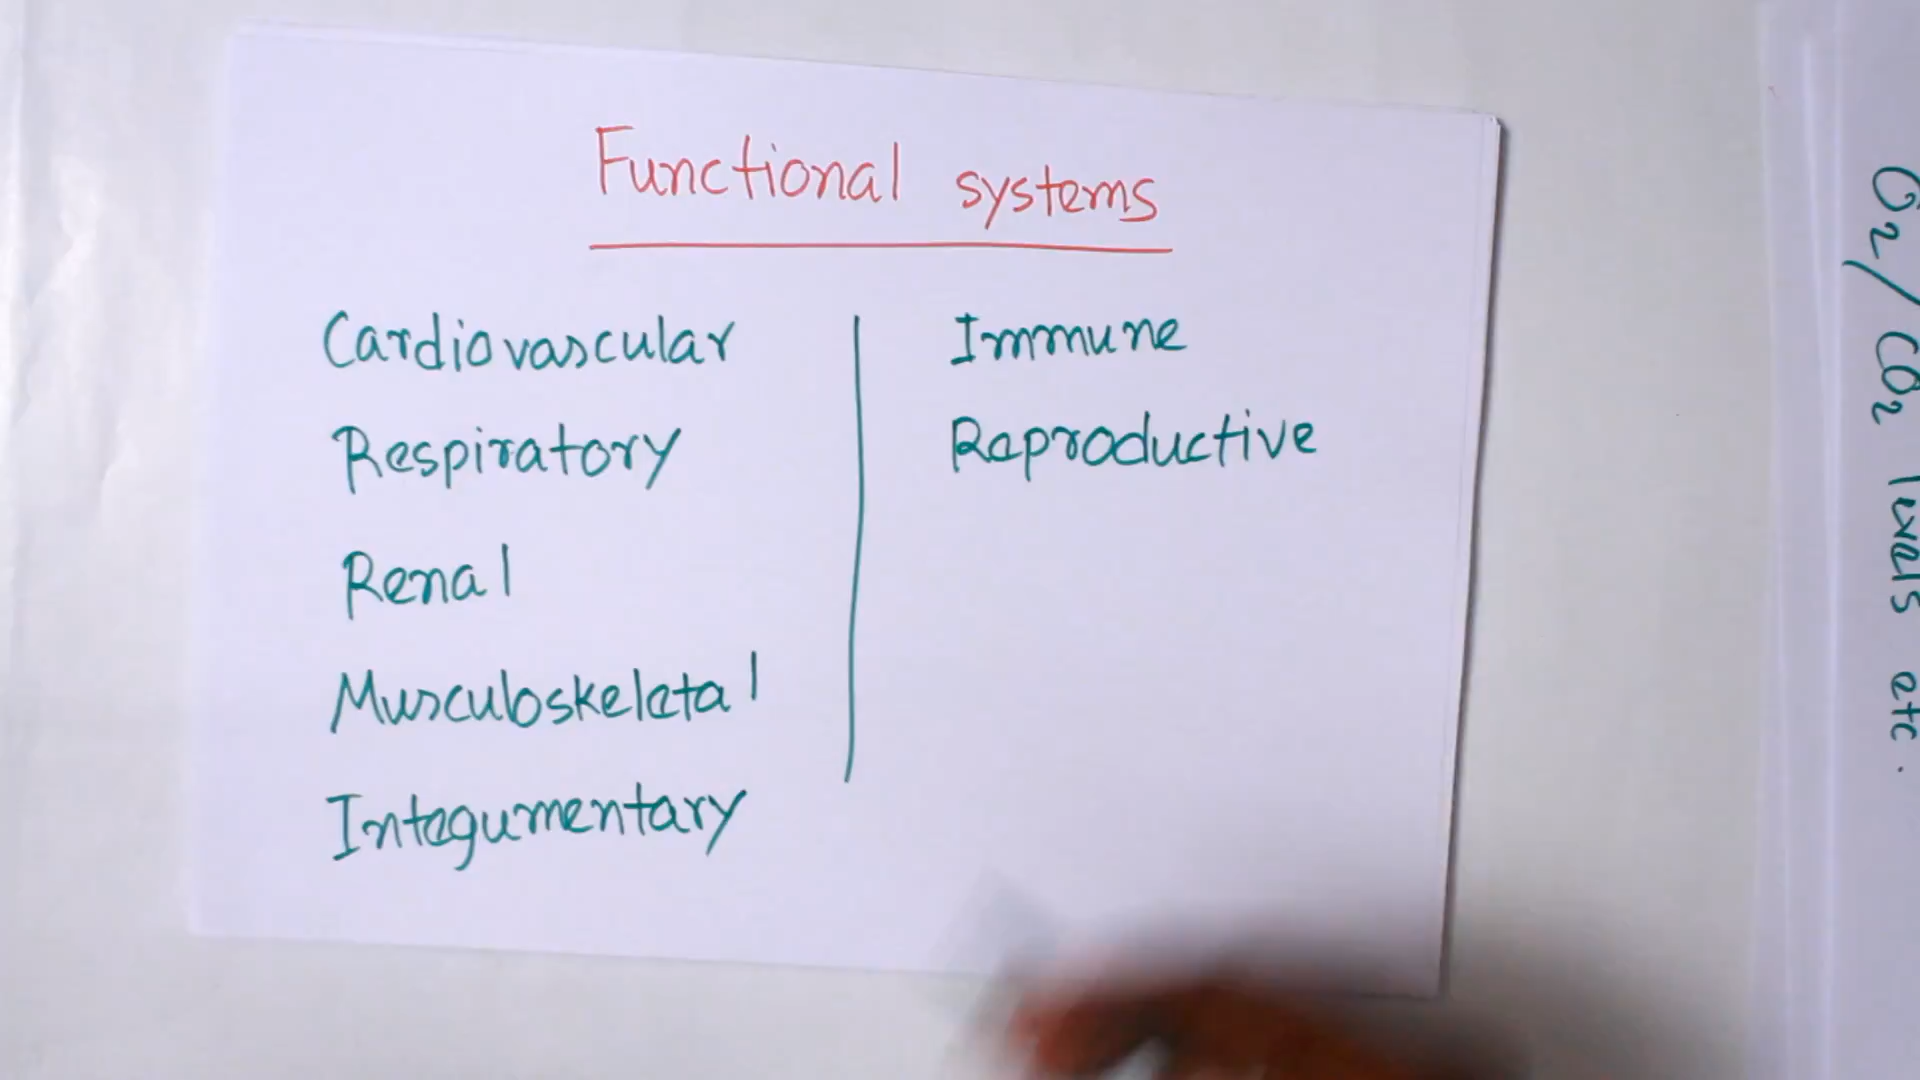 Functional systems
Cardiovascular
Respiratory
Renal
Musculoskeletal
Integumentary
Immune
Reproductive
O2/CO2 levels etc.